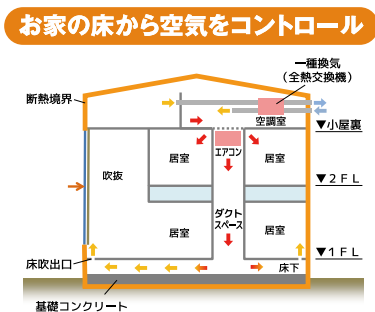 お家の床から空気をコントロール
一種換気
(全熱交換機)
断熱境界
空調室
▼小屋裏
エアコン
居室
居室
吹抜
▼2FL
ダクト
スペース
居室
居室
▼1FL
床吹出口
床下
基礎コンクリート